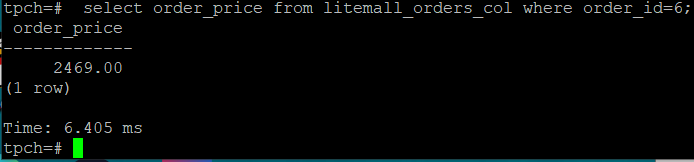 tpch=#  select order_price from litemall_orders_col where order_id=6;
 order_price
-------------
     2469.00
(1 row)

Time: 6.405 ms
tpch=#